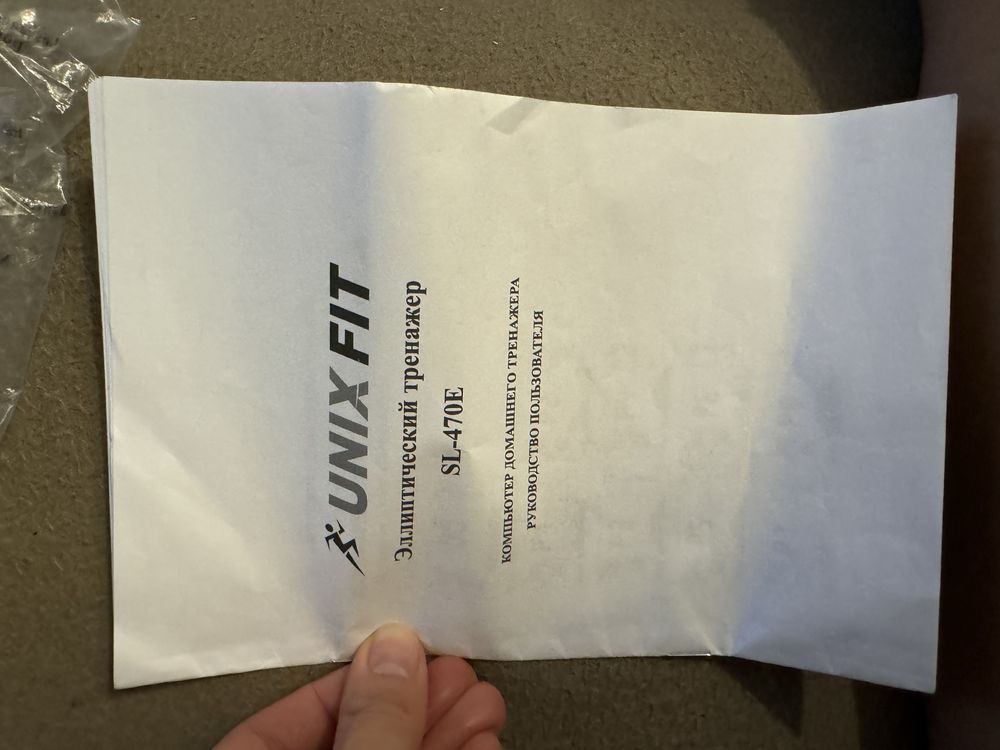 UNIX FIT
Эллиптический тренажер
SL-470E
КОМПЬЮТЕР ДОМАШНЕГО ТРЕНАЖЕРА
РУКОВОДСТВО ПОЛЬЗОВАТЕЛЯ